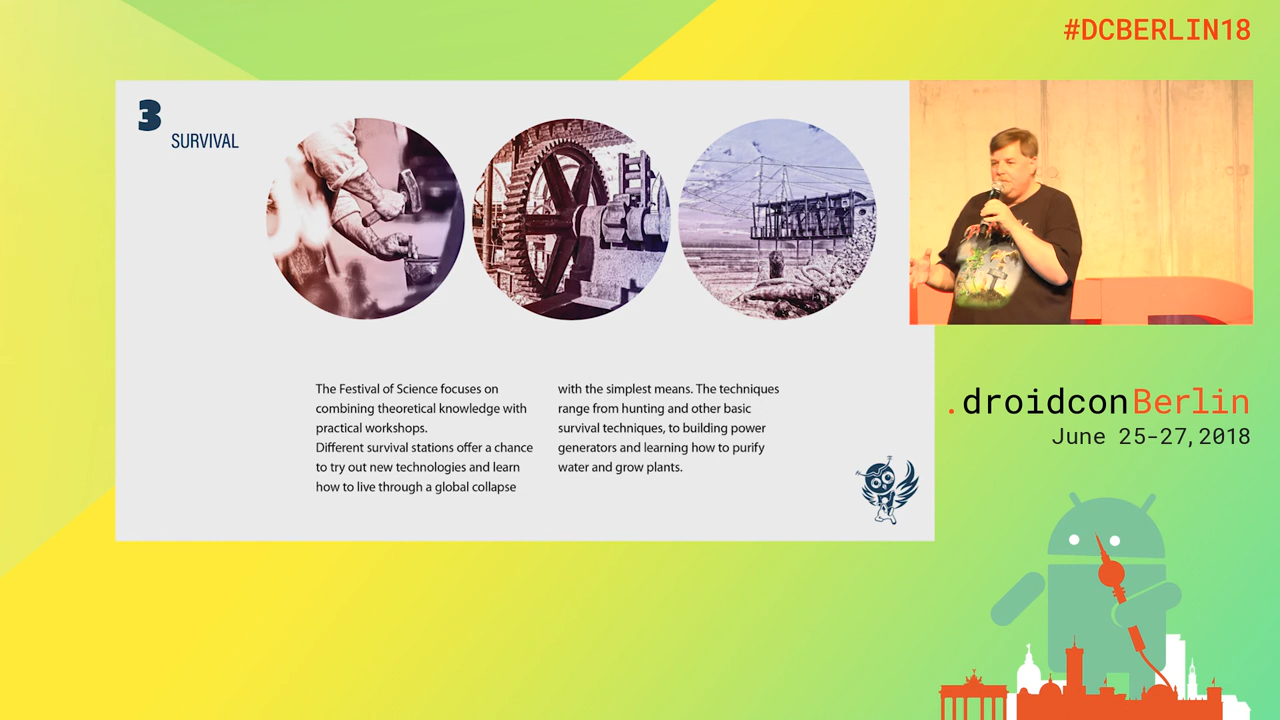 #DCBERLIN18
3
SURVIVAL
The Festival of Science focuses on
combining theoretical knowledge with
practical workshops.
Different survival stations offer a chance
to try out new technologies and learn
how to live through a global collapse
with the simplest means. The techniques
range from hunting and other basic
survival techniques, to building power
generators and learning how to purify
water and grow plants.
.droidconBerlin
June 25-27,2018